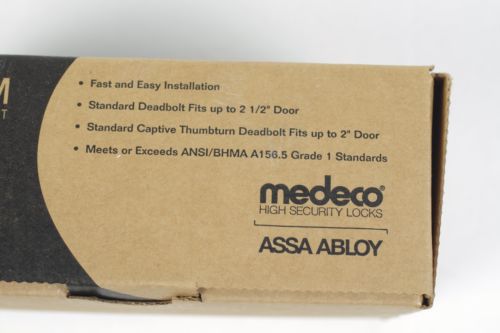 M
T
• Fast and Easy Installation
• Standard Deadbolt Fits up to 2 1/2" Door
• Standard Captive Thumbturn Deadbolt Fits up to 2" Door
• Meets or Exceeds ANSI/BHMA A156.5 Grade 1 Standards
medeco®
HIGH SECURITY LOCKS
ASSA ABLOY